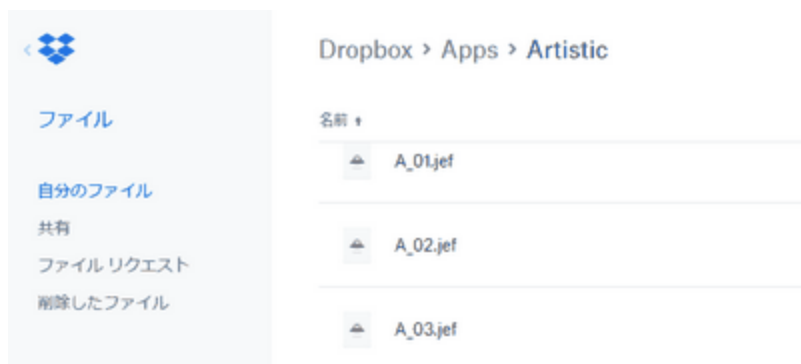 Dropbox > Apps > Artistic
ファイル
自分のファイル
共有
ファイル リクエスト
削除したファイル
名前 ↑
A_01.jef
A_02.jef
A_03.jef